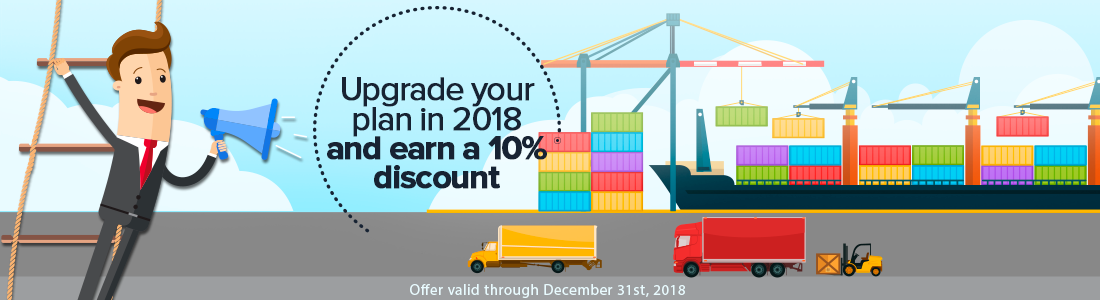 Upgrade your
plan in 2018
and earn a 10%
discount
Offer valid through December 31st, 2018